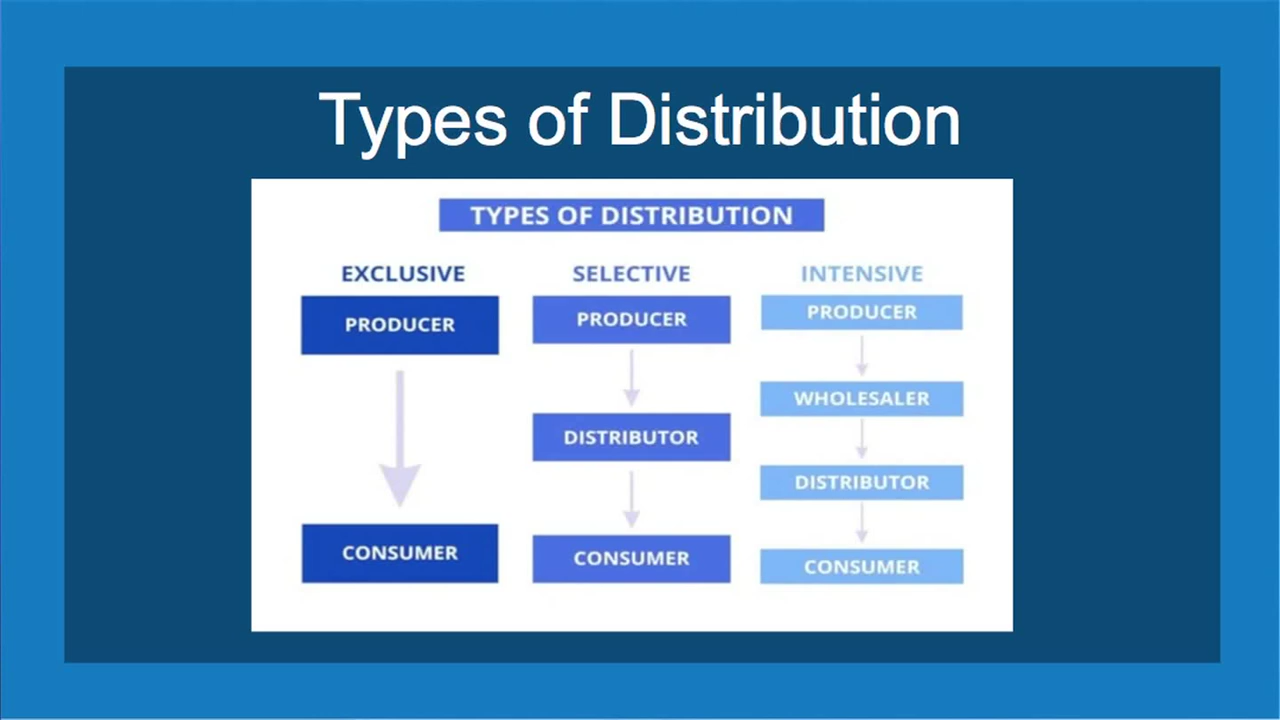 Types of Distribution
TYPES OF DISTRIBUTION
EXCLUSIVE
PRODUCER
CONSUMER
SELECTIVE
PRODUCER
DISTRIBUTOR
CONSUMER
INTENSIVE
PRODUCER
WHOLESALER
DISTRIBUTOR
CONSUMER